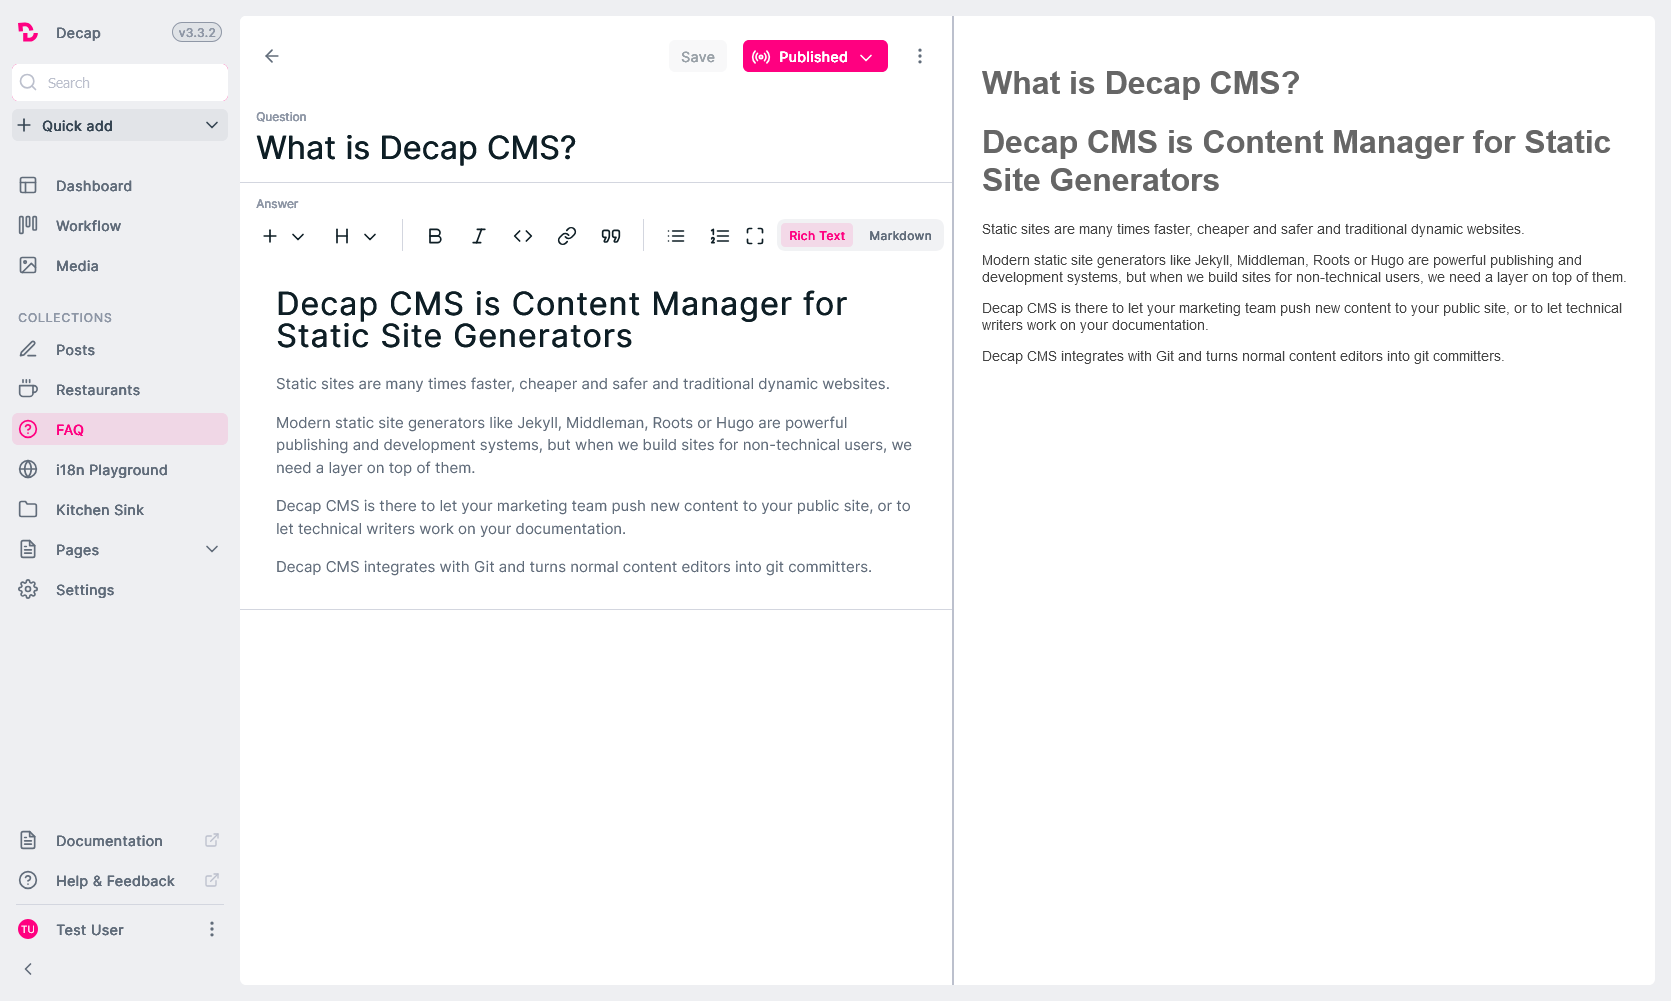 Decap
v3.3.2
Search
Quick add
Dashboard
Workflow
Media
COLLECTIONS
Posts
Restaurants
FAQ
i18n Playground
Kitchen Sink
Pages
Settings
Documentation
Help & Feedback
TU
Test User
Save
Published
Question
What is Decap CMS?
Answer
H
B
I
Rich Text
Markdown
Decap CMS is Content Manager for
Static Site Generators
Static sites are many times faster, cheaper and safer and traditional dynamic websites.
Modern static site generators like Jekyll, Middleman, Roots or Hugo are powerful
publishing and development systems, but when we build sites for non-technical users, we
need a layer on top of them.
Decap CMS is there to let your marketing team push new content to your public site, or to
let technical writers work on your documentation.
Decap CMS integrates with Git and turns normal content editors into git committers.
What is Decap CMS?
Decap CMS is Content Manager for Static
Site Generators
Static sites are many times faster, cheaper and safer and traditional dynamic websites.
Modern static site generators like Jekyll, Middleman, Roots or Hugo are powerful publishing and
development systems, but when we build sites for non-technical users, we need a layer on top of them.
Decap CMS is there to let your marketing team push new content to your public site, or to let technical
writers work on your documentation.
Decap CMS integrates with Git and turns normal content editors into git committers.